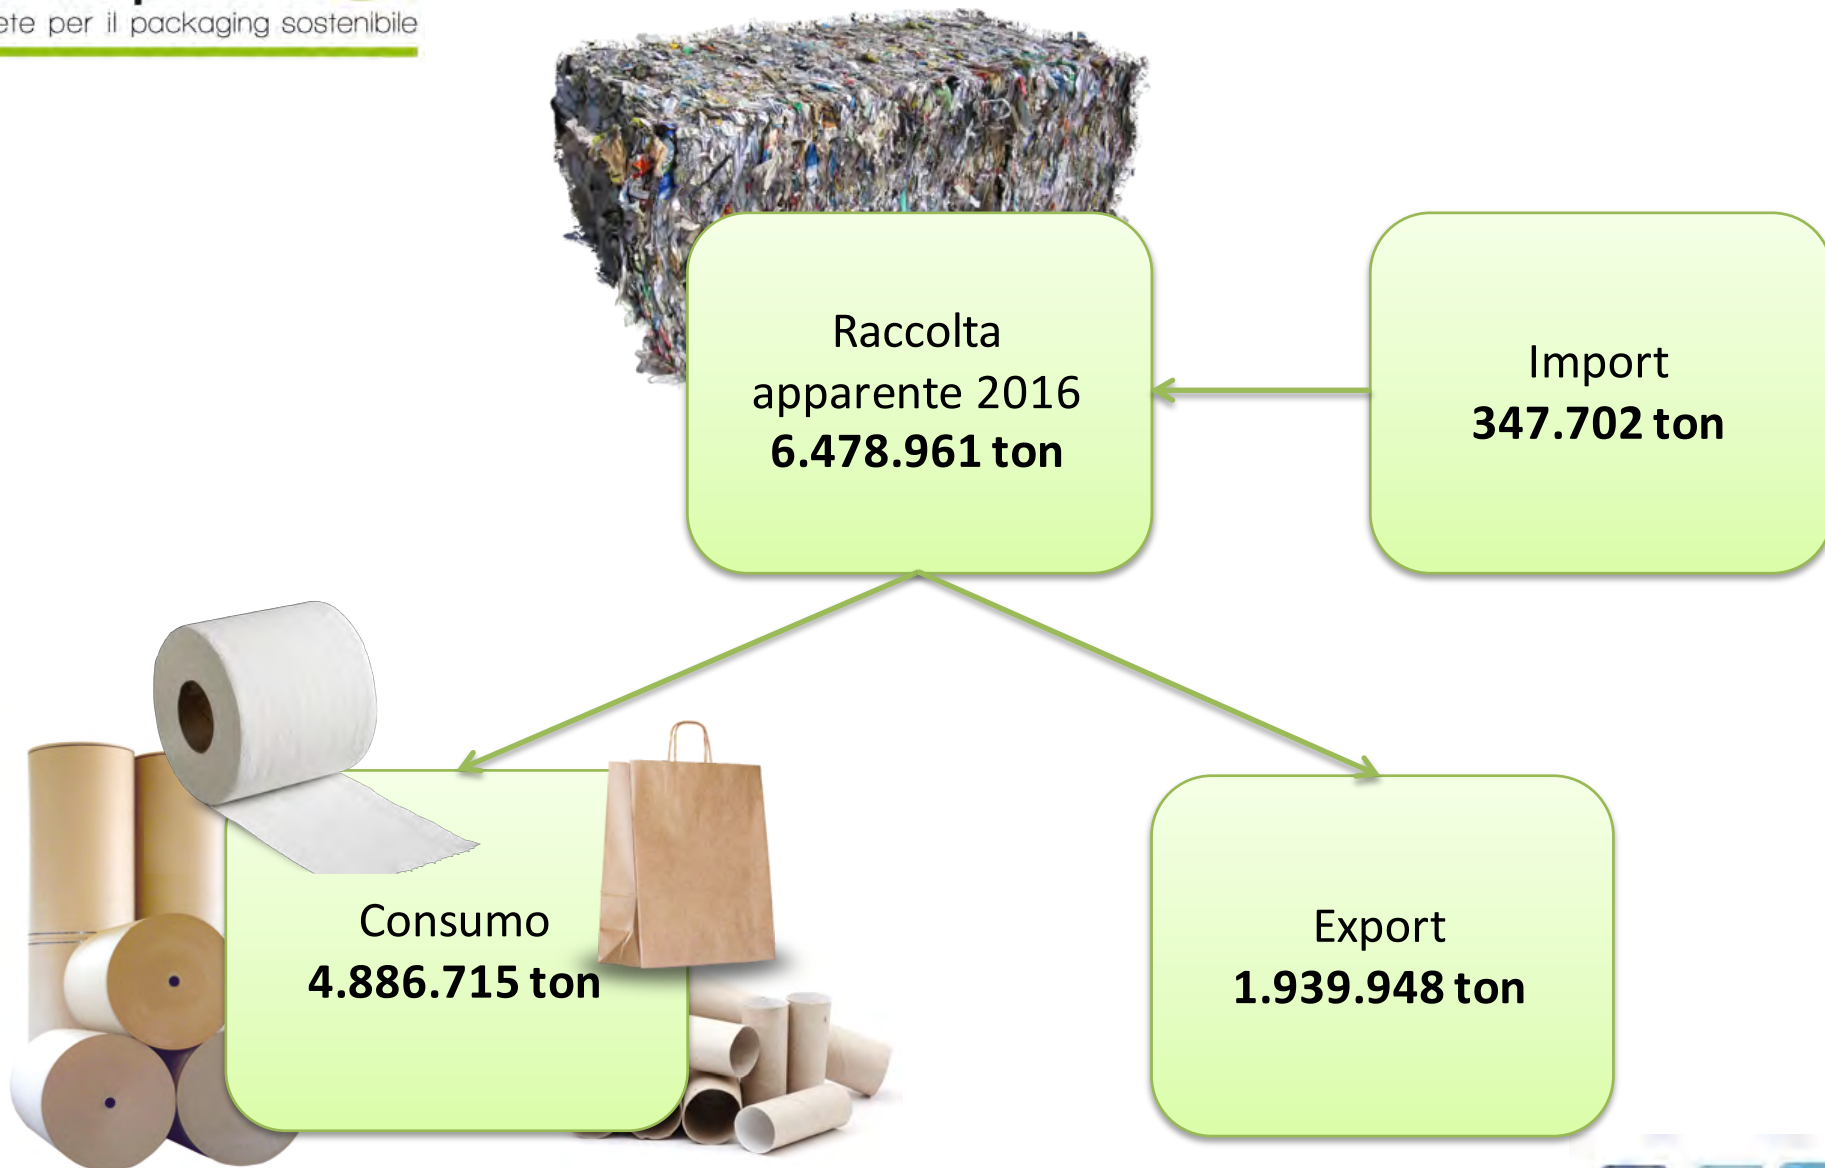 per il packaging sostenibile
Raccolta
apparente 2016
6.478.961 ton
Import
347.702 ton
Consumo
4.886.715 ton
Export
1.939.948 ton